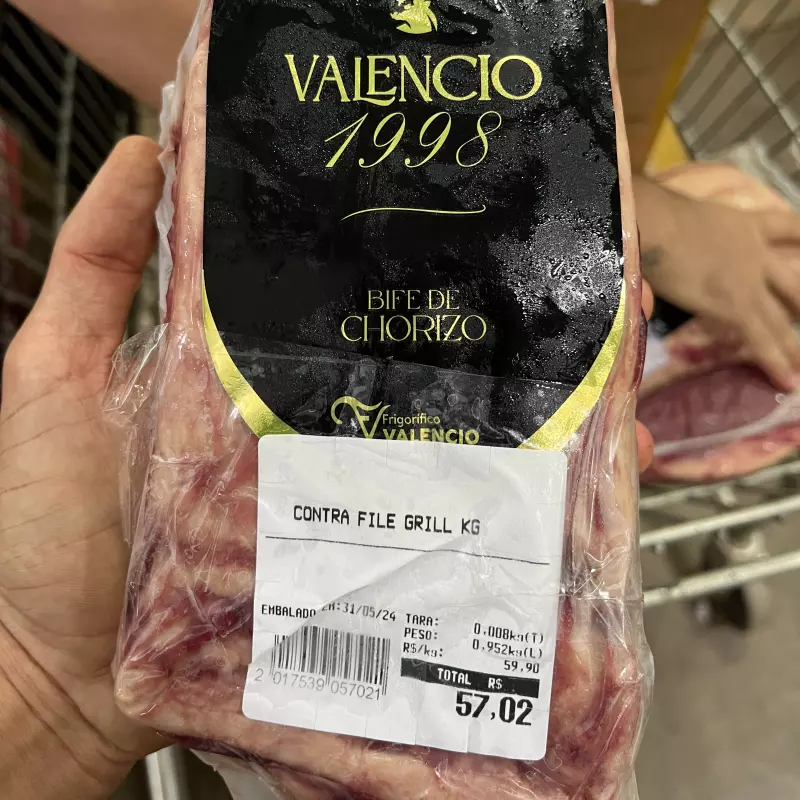 VALENCIO
1998
BIFE DE
CHORIZO
Frigorífico
VALENCIO
CONTRA FILE GRILL KG
EMBALADO EM:31/05/24
TARA: 0.008kg(T)
PESO: 0.952kg(L)
R$/kg: 59,90
TOTAL R$
57,02
2 017539 057021